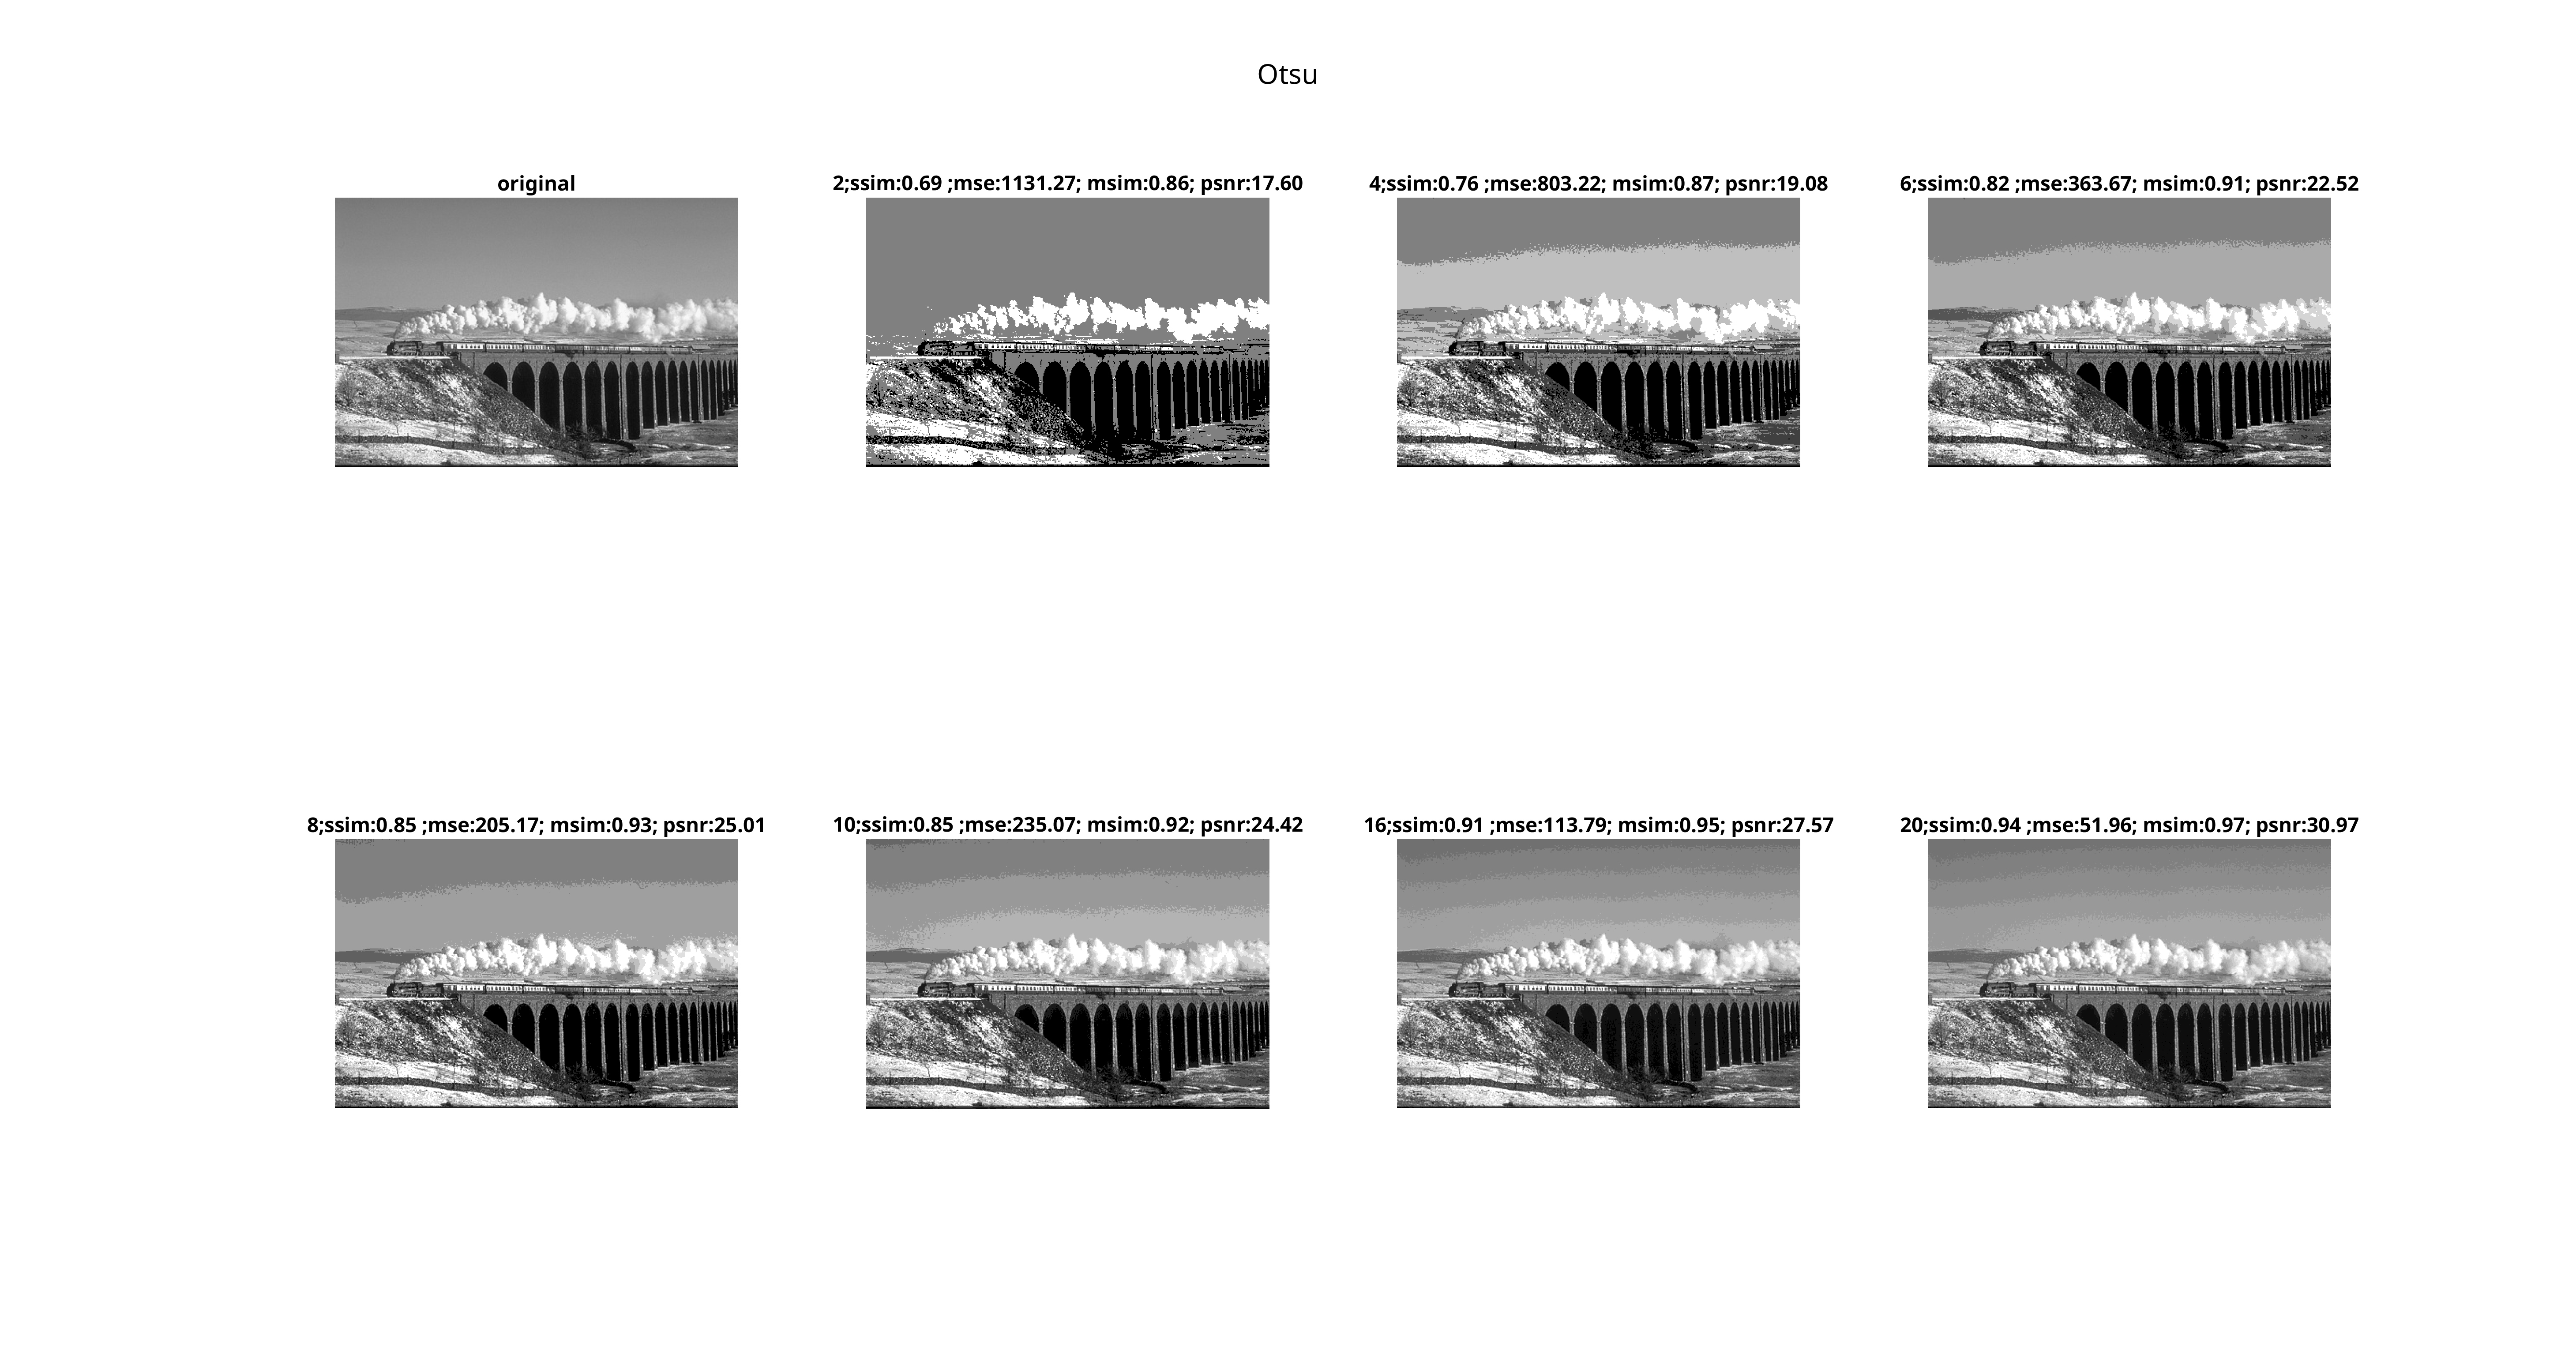 Otsu
original
2;ssim:0.69 ;mse:1131.27; msim:0.86; psnr:17.60
4;ssim:0.76 ;mse:803.22; msim:0.87; psnr:19.08
6;ssim:0.82 ;mse:363.67; msim:0.91; psnr:22.52
8;ssim:0.85 ;mse:205.17; msim:0.93; psnr:25.01
10;ssim:0.85 ;mse:235.07; msim:0.92; psnr:24.42
16;ssim:0.91 ;mse:113.79; msim:0.95; psnr:27.57
20;ssim:0.94 ;mse:51.96; msim:0.97; psnr:30.97